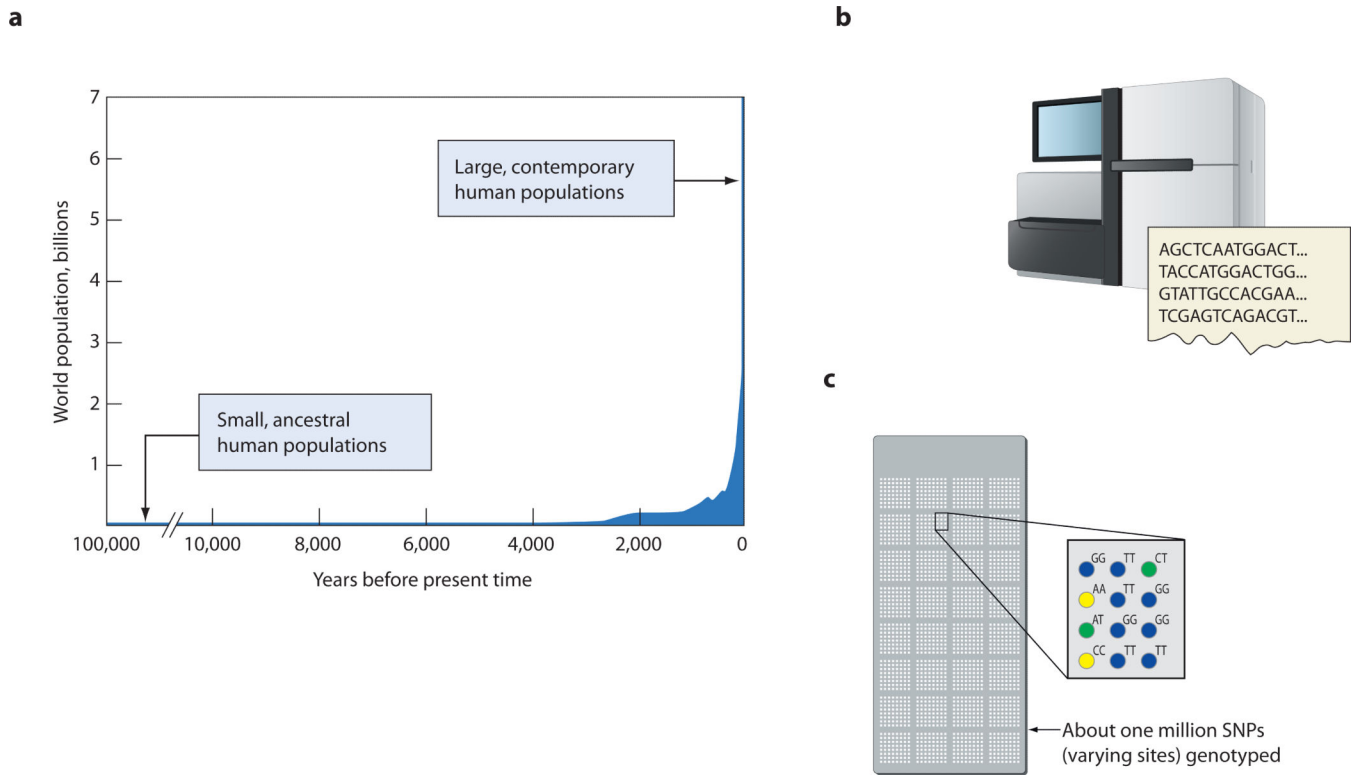 a
7
6
5
4
3
2
1
World population, billions
Large, contemporary
human populations
Small, ancestral
human populations
100,000
10,000
8,000
6,000
4,000
2,000
0
Years before present time
b
AGCTCAATGGACT...
TACCATGGACTGG...
GTATTGCCACGAA...
TCGAGTCAGACGT...
c
GG TT CT
AA TT GG
AT GG GG
CC TT TT
About one million SNPs
(varying sites) genotyped